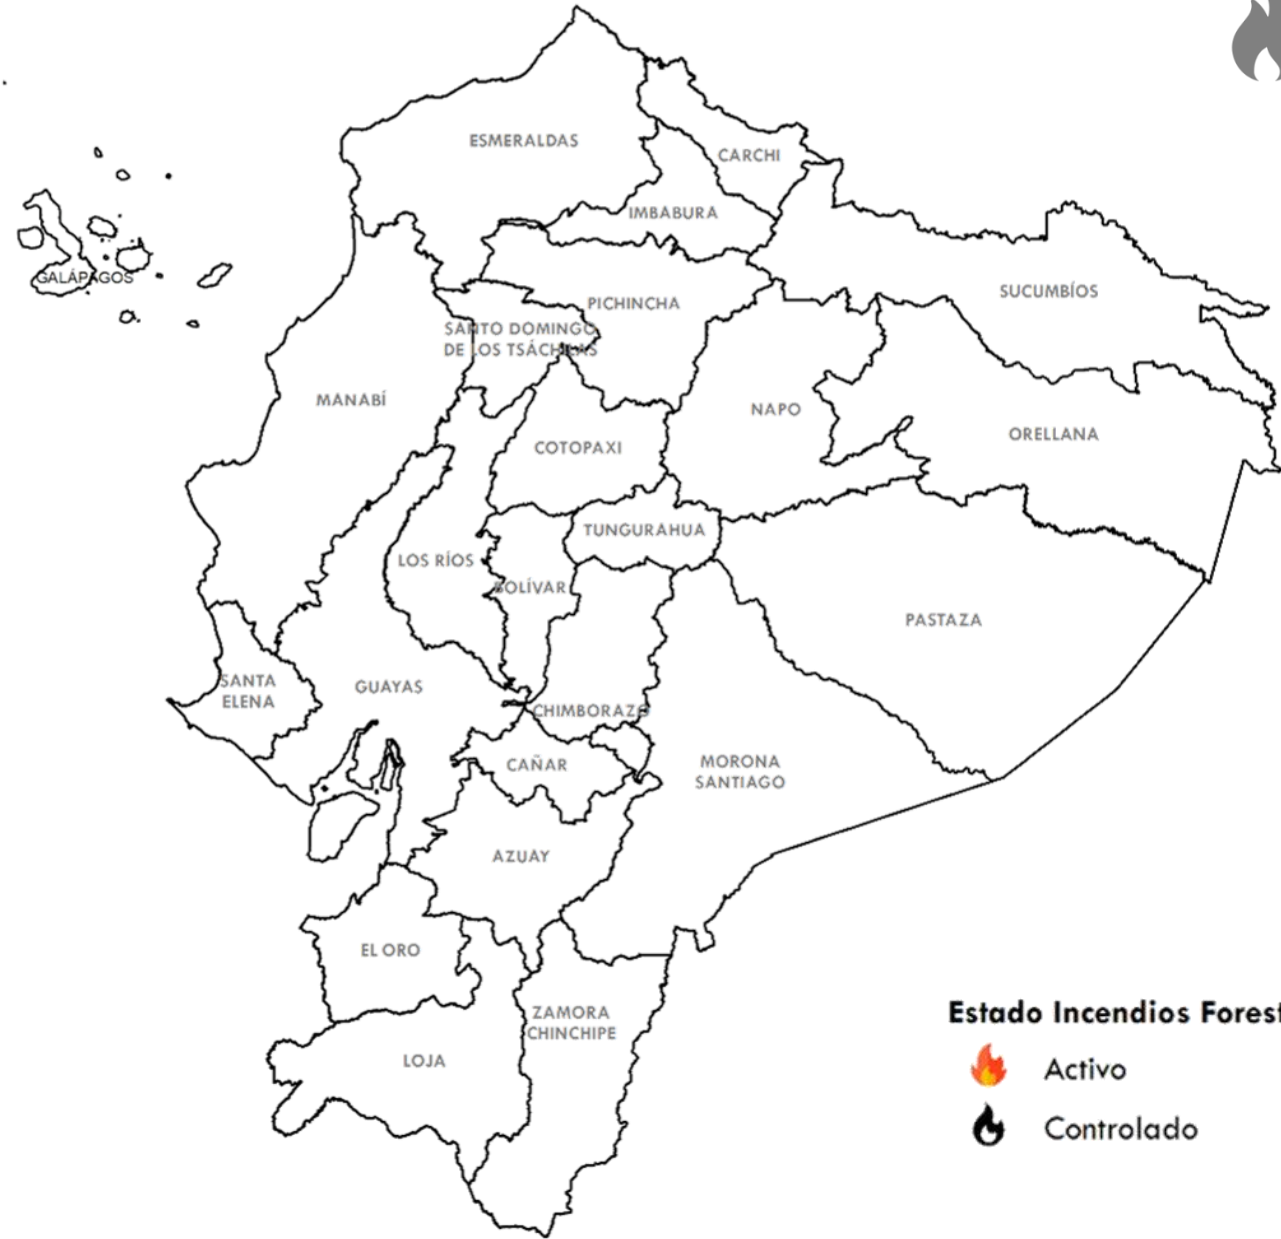 ESMERALDAS
CARCHI
IMBABURA
GALÁPAGOS
SUCUMBÍOS
PICHINCHA
SANTO DOMINGO
DE LOS TSÁCHILAS
MANABÍ
NAPO
ORELLANA
COTOPAXI
TUNGURAHUA
LOS RÍOS
BOLÍVAR
PASTAZA
SANTA
ELENA
GUAYAS
CHIMBORAZO
CAÑAR
MORONA
SANTIAGO
AZUAY
EL ORO
ZAMORA
CHINCHIPE
LOJA
Estado Incendios Forest
Activo
Controlado